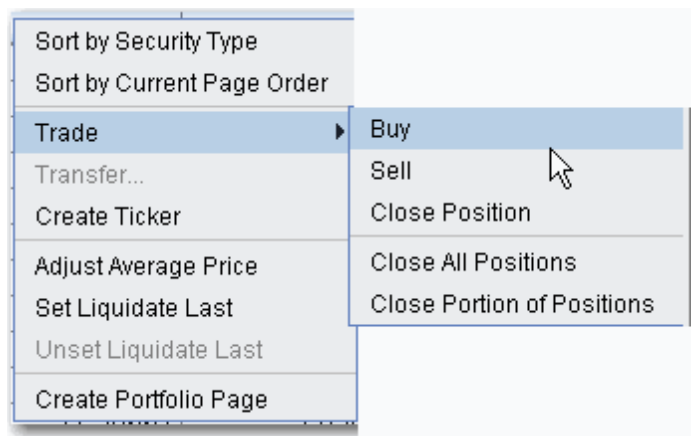 Sort by Security Type
Sort by Current Page Order
Trade
Transfer...
Create Ticker
Adjust Average Price
Set Liquidate Last
Unset Liquidate Last
Create Portfolio Page
Buy
Sell
Close Position
Close All Positions
Close Portion of Positions